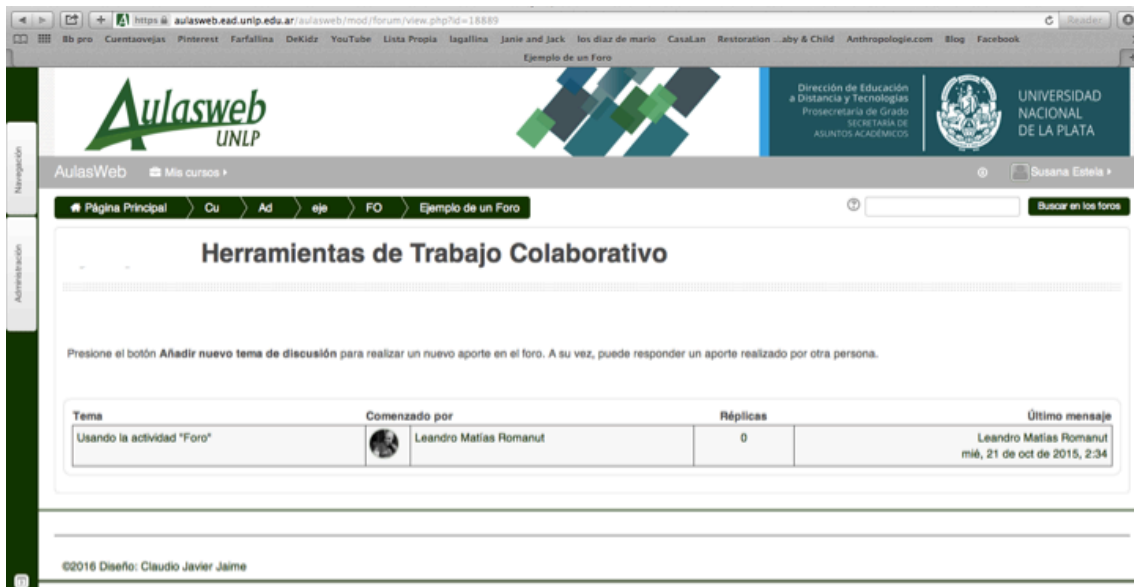 https aulasweb.ead.unlp.edu.ar/aulasweb/mod/forum/view.php?id=18889 Reader
Bb pro Cuentaovejas Pinterest Farfallina DeKidz YouTube Lista Propia lagallina Janie and Jack los diaz de mario CasaLan Restoration ...aby & Child Anthropologie.com Blog Facebook
Ejemplo de un Foro
Aulasweb
UNLP
Dirección de Educación
a Distancia y Tecnologías
Prosecretaría de Grado
SECRETARÍA DE
ASUNTOS ACADÉMICOS
UNIVERSIDAD
NACIONAL
DE LA PLATA
Navegación
Administración
AulasWeb Mis cursos Susana Estela
Página Principal Cu Ad eje FO Ejemplo de un Foro Buscar en los foros
Herramientas de Trabajo Colaborativo
Presione el botón Añadir nuevo tema de discusión para realizar un nuevo aporte en el foro. A su vez, puede responder un aporte realizado por otra persona.
Tema Comenzado por Réplicas Último mensaje
Usando la actividad "Foro" Leandro Matías Romanut 0 Leandro Matías Romanut
mié, 21 de oct de 2015, 2:34
©2016 Diseño: Claudio Javier Jaime